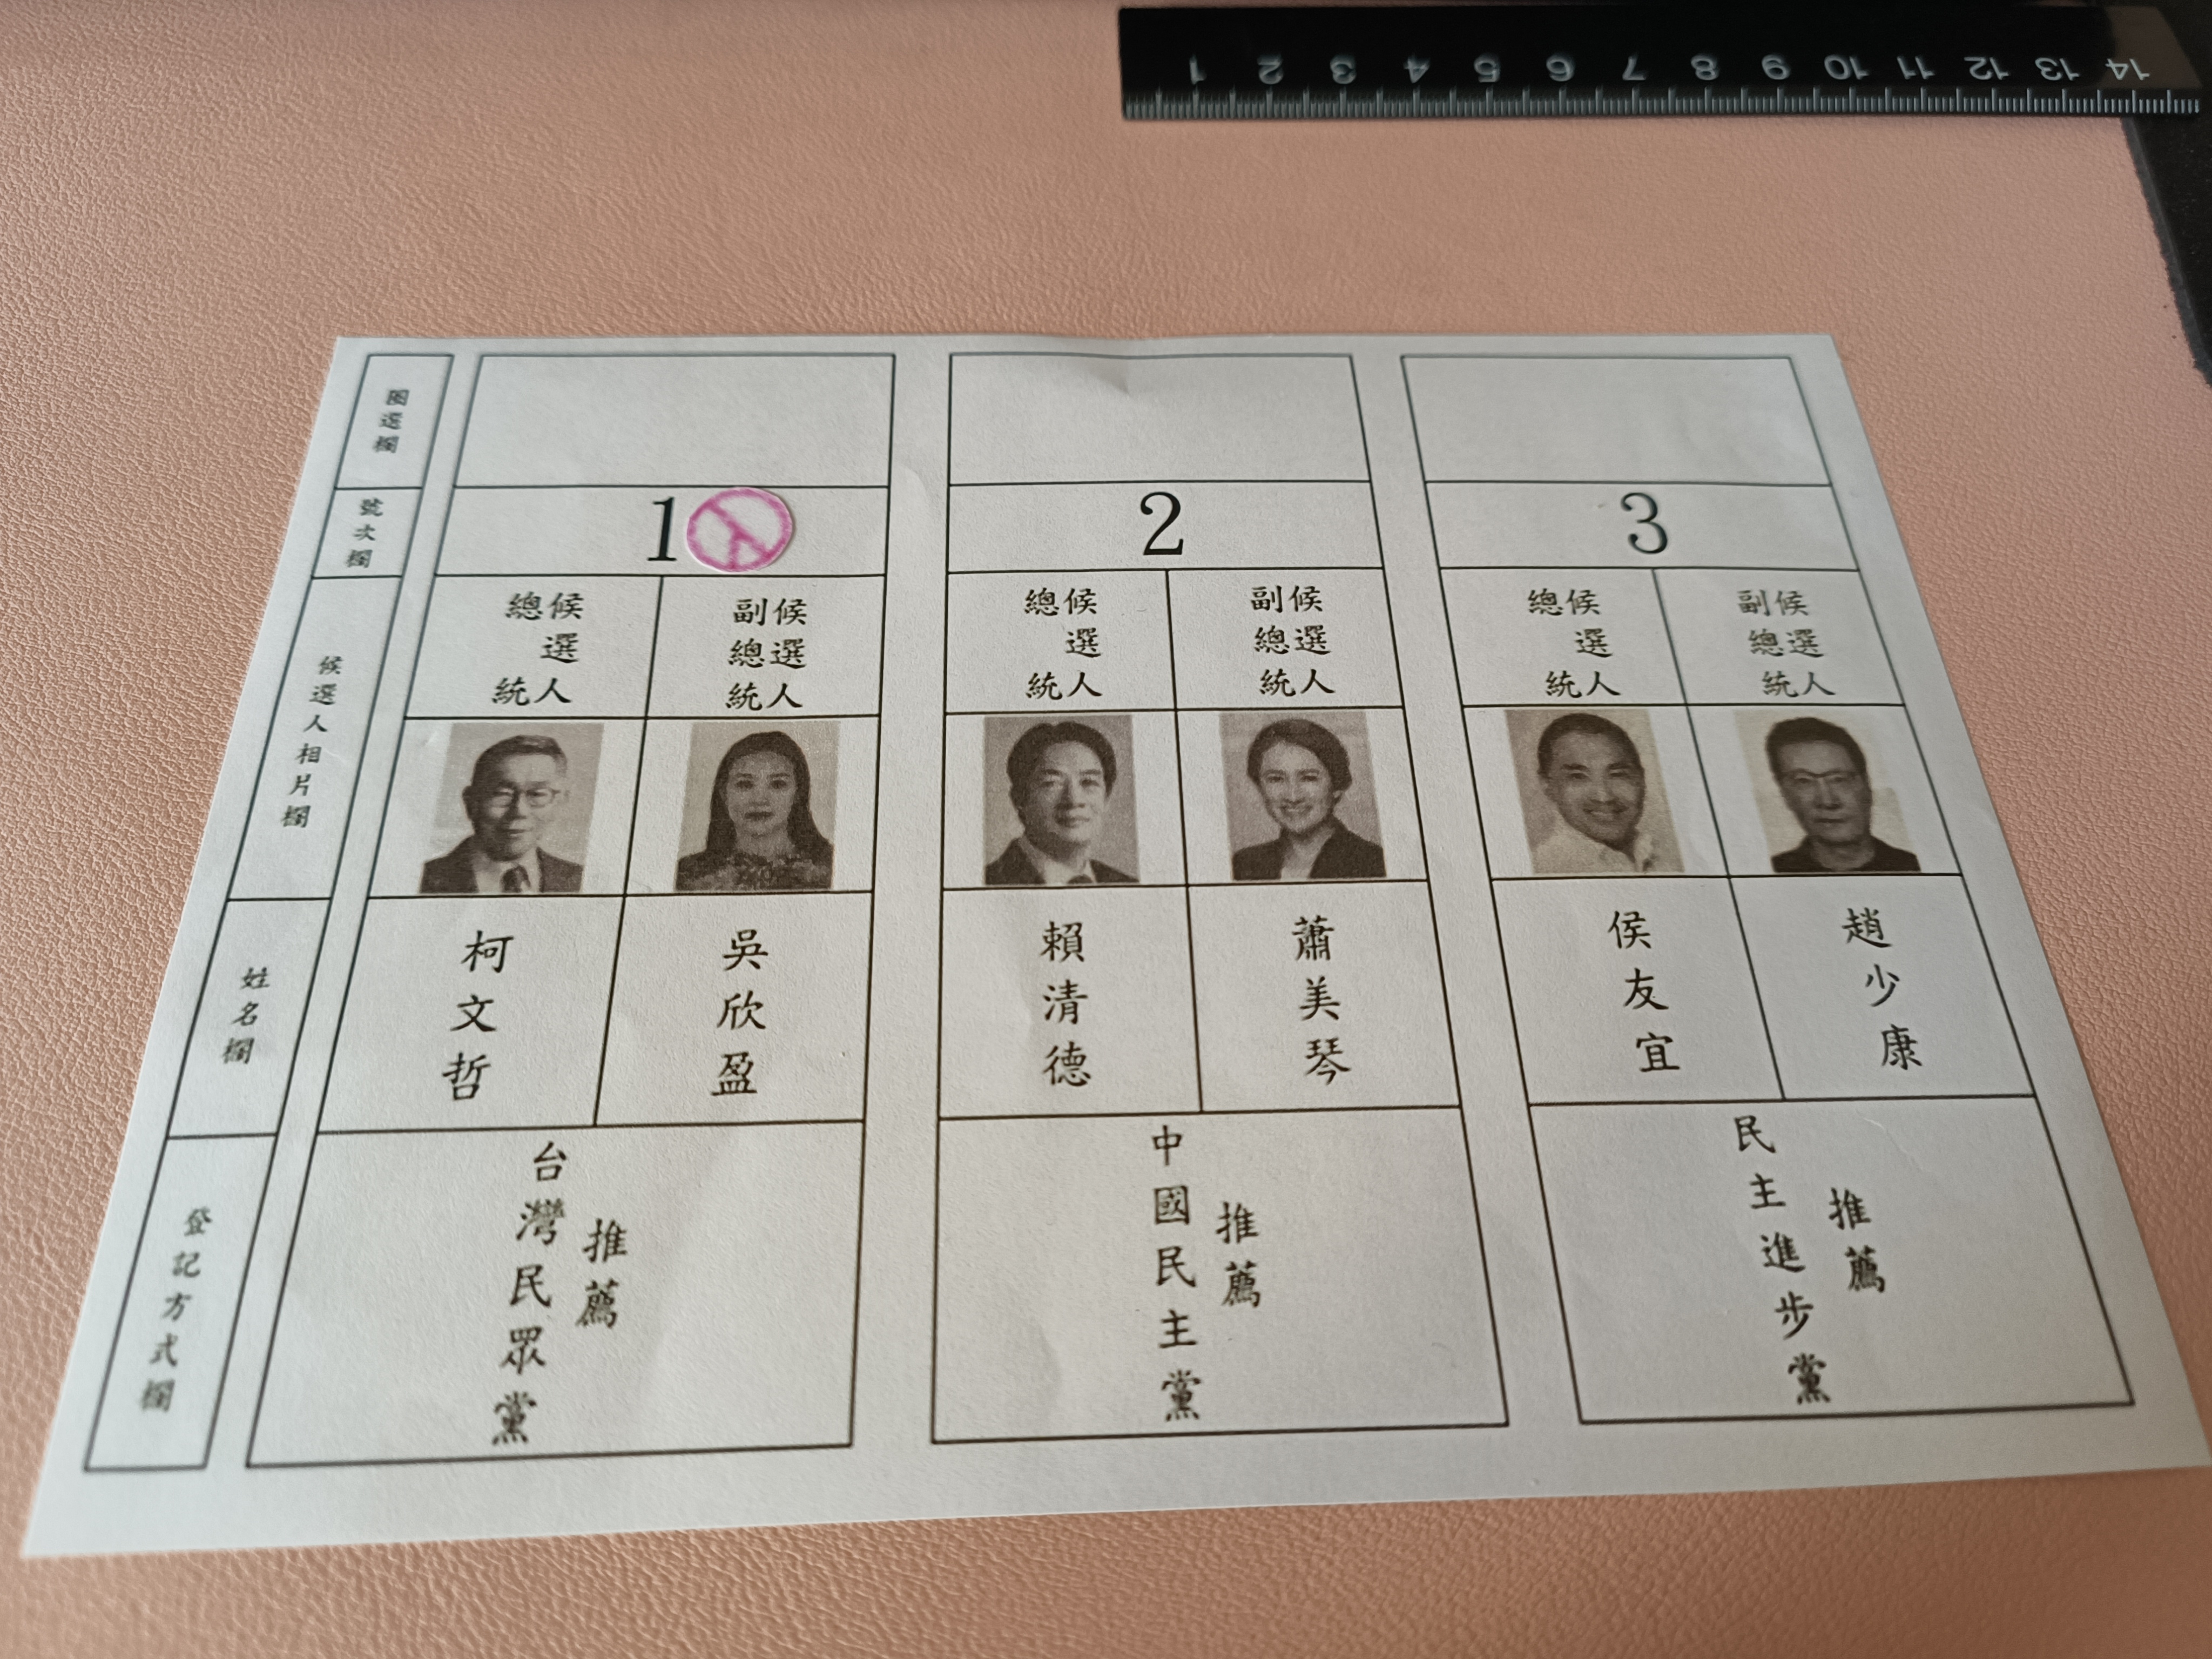 1 2 3 4 5 6 7 8 9 10 11 12 13 14
圈選欄
號次欄
候選人相片欄
姓名欄
登記方式欄
1
總統
候選人
副總統
候選人
柯文哲
吳欣盈
台灣民眾黨
推薦
2
總統
候選人
副總統
候選人
賴清德
蕭美琴
中國民主黨
推薦
3
總統
候選人
副總統
候選人
侯友宜
趙少康
民主進步黨
推薦